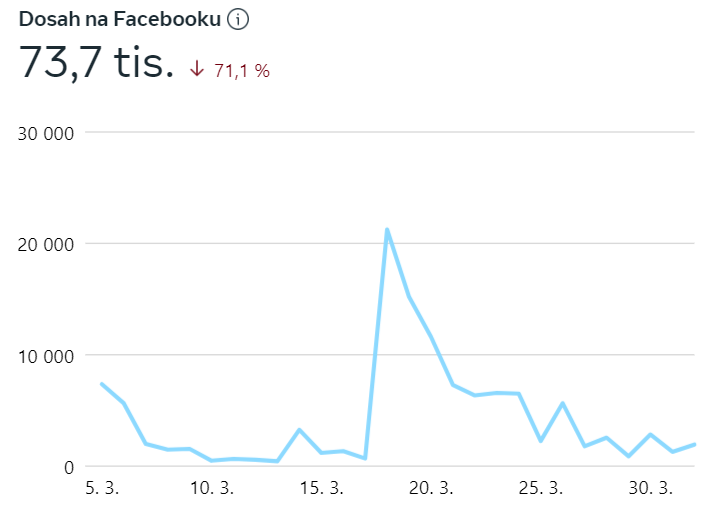 Dosah na Facebooku
73,7 tis. ↓ 71,1 %
30 000
20 000
10 000
0
5. 3. 10. 3. 15. 3. 20. 3. 25. 3. 30. 3.